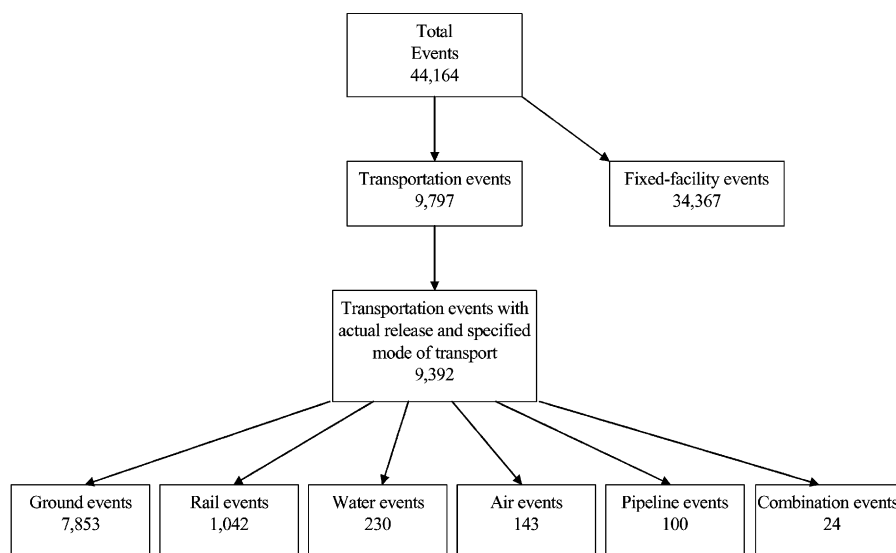 Total
Events
44,164
Transportation events
9,797
Fixed-facility events
34,367
Transportation events with
actual release and specified
mode of transport
9,392
Ground events
7,853
Rail events
1,042
Water events
230
Air events
143
Pipeline events
100
Combination events
24